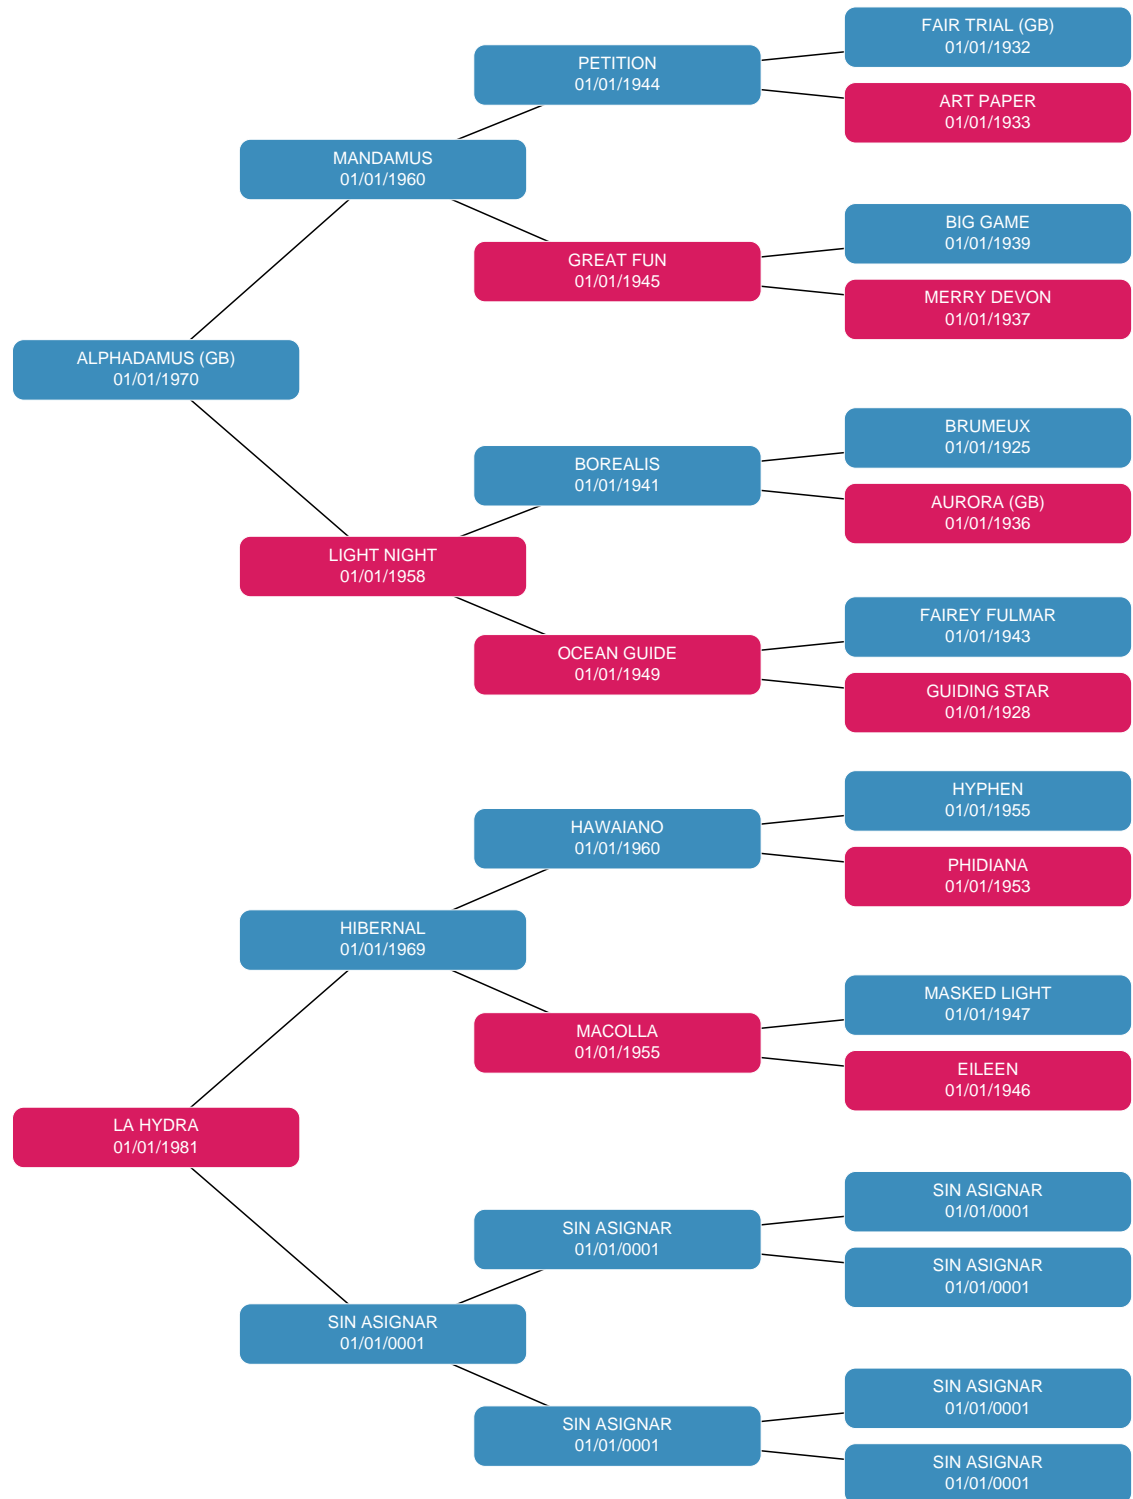 FAIR TRIAL (GB)
01/01/1932
PETITION
01/01/1944
ART PAPER
01/01/1933
MANDAMUS
01/01/1960
BIG GAME
01/01/1939
GREAT FUN
01/01/1945
MERRY DEVON
01/01/1937
ALPHADAMUS (GB)
01/01/1970
BRUMEUX
01/01/1925
BOREALIS
01/01/1941
AURORA (GB)
01/01/1936
LIGHT NIGHT
01/01/1958
FAIREY FULMAR
01/01/1943
OCEAN GUIDE
01/01/1949
GUIDING STAR
01/01/1928
HYPHEN
01/01/1955
HAWAIANO
01/01/1960
PHIDIANA
01/01/1953
HIBERNAL
01/01/1969
MASKED LIGHT
01/01/1947
MACOLLA
01/01/1955
EILEEN
01/01/1946
LA HYDRA
01/01/1981
SIN ASIGNAR
01/01/0001
SIN ASIGNAR
01/01/0001
SIN ASIGNAR
01/01/0001
SIN ASIGNAR
01/01/0001
SIN ASIGNAR
01/01/0001
SIN ASIGNAR
01/01/0001
SIN ASIGNAR
01/01/0001